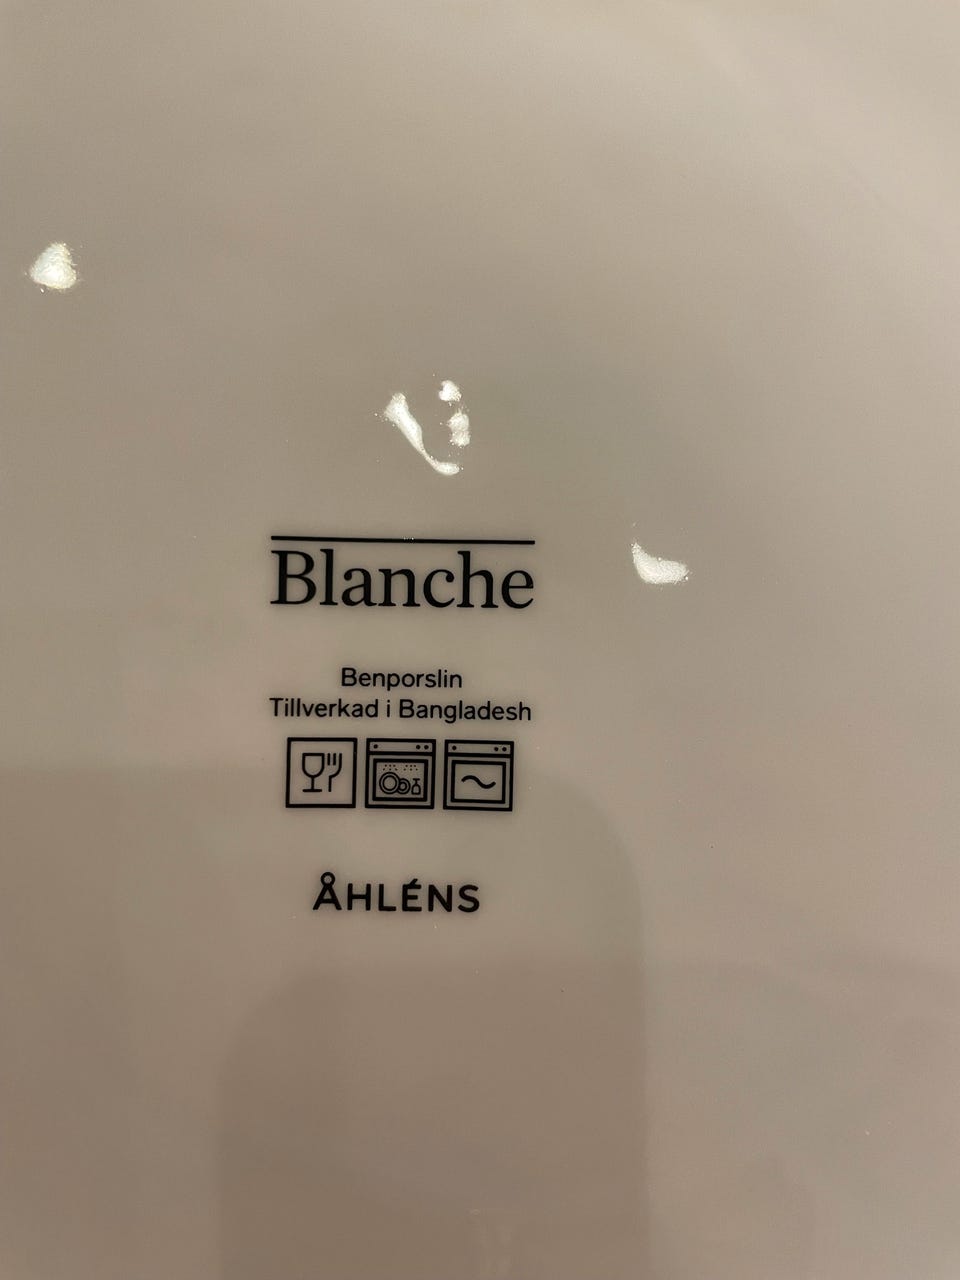 Blanche
Benporslin
Tillverkad i Bangladesh
ÅHLÉNS